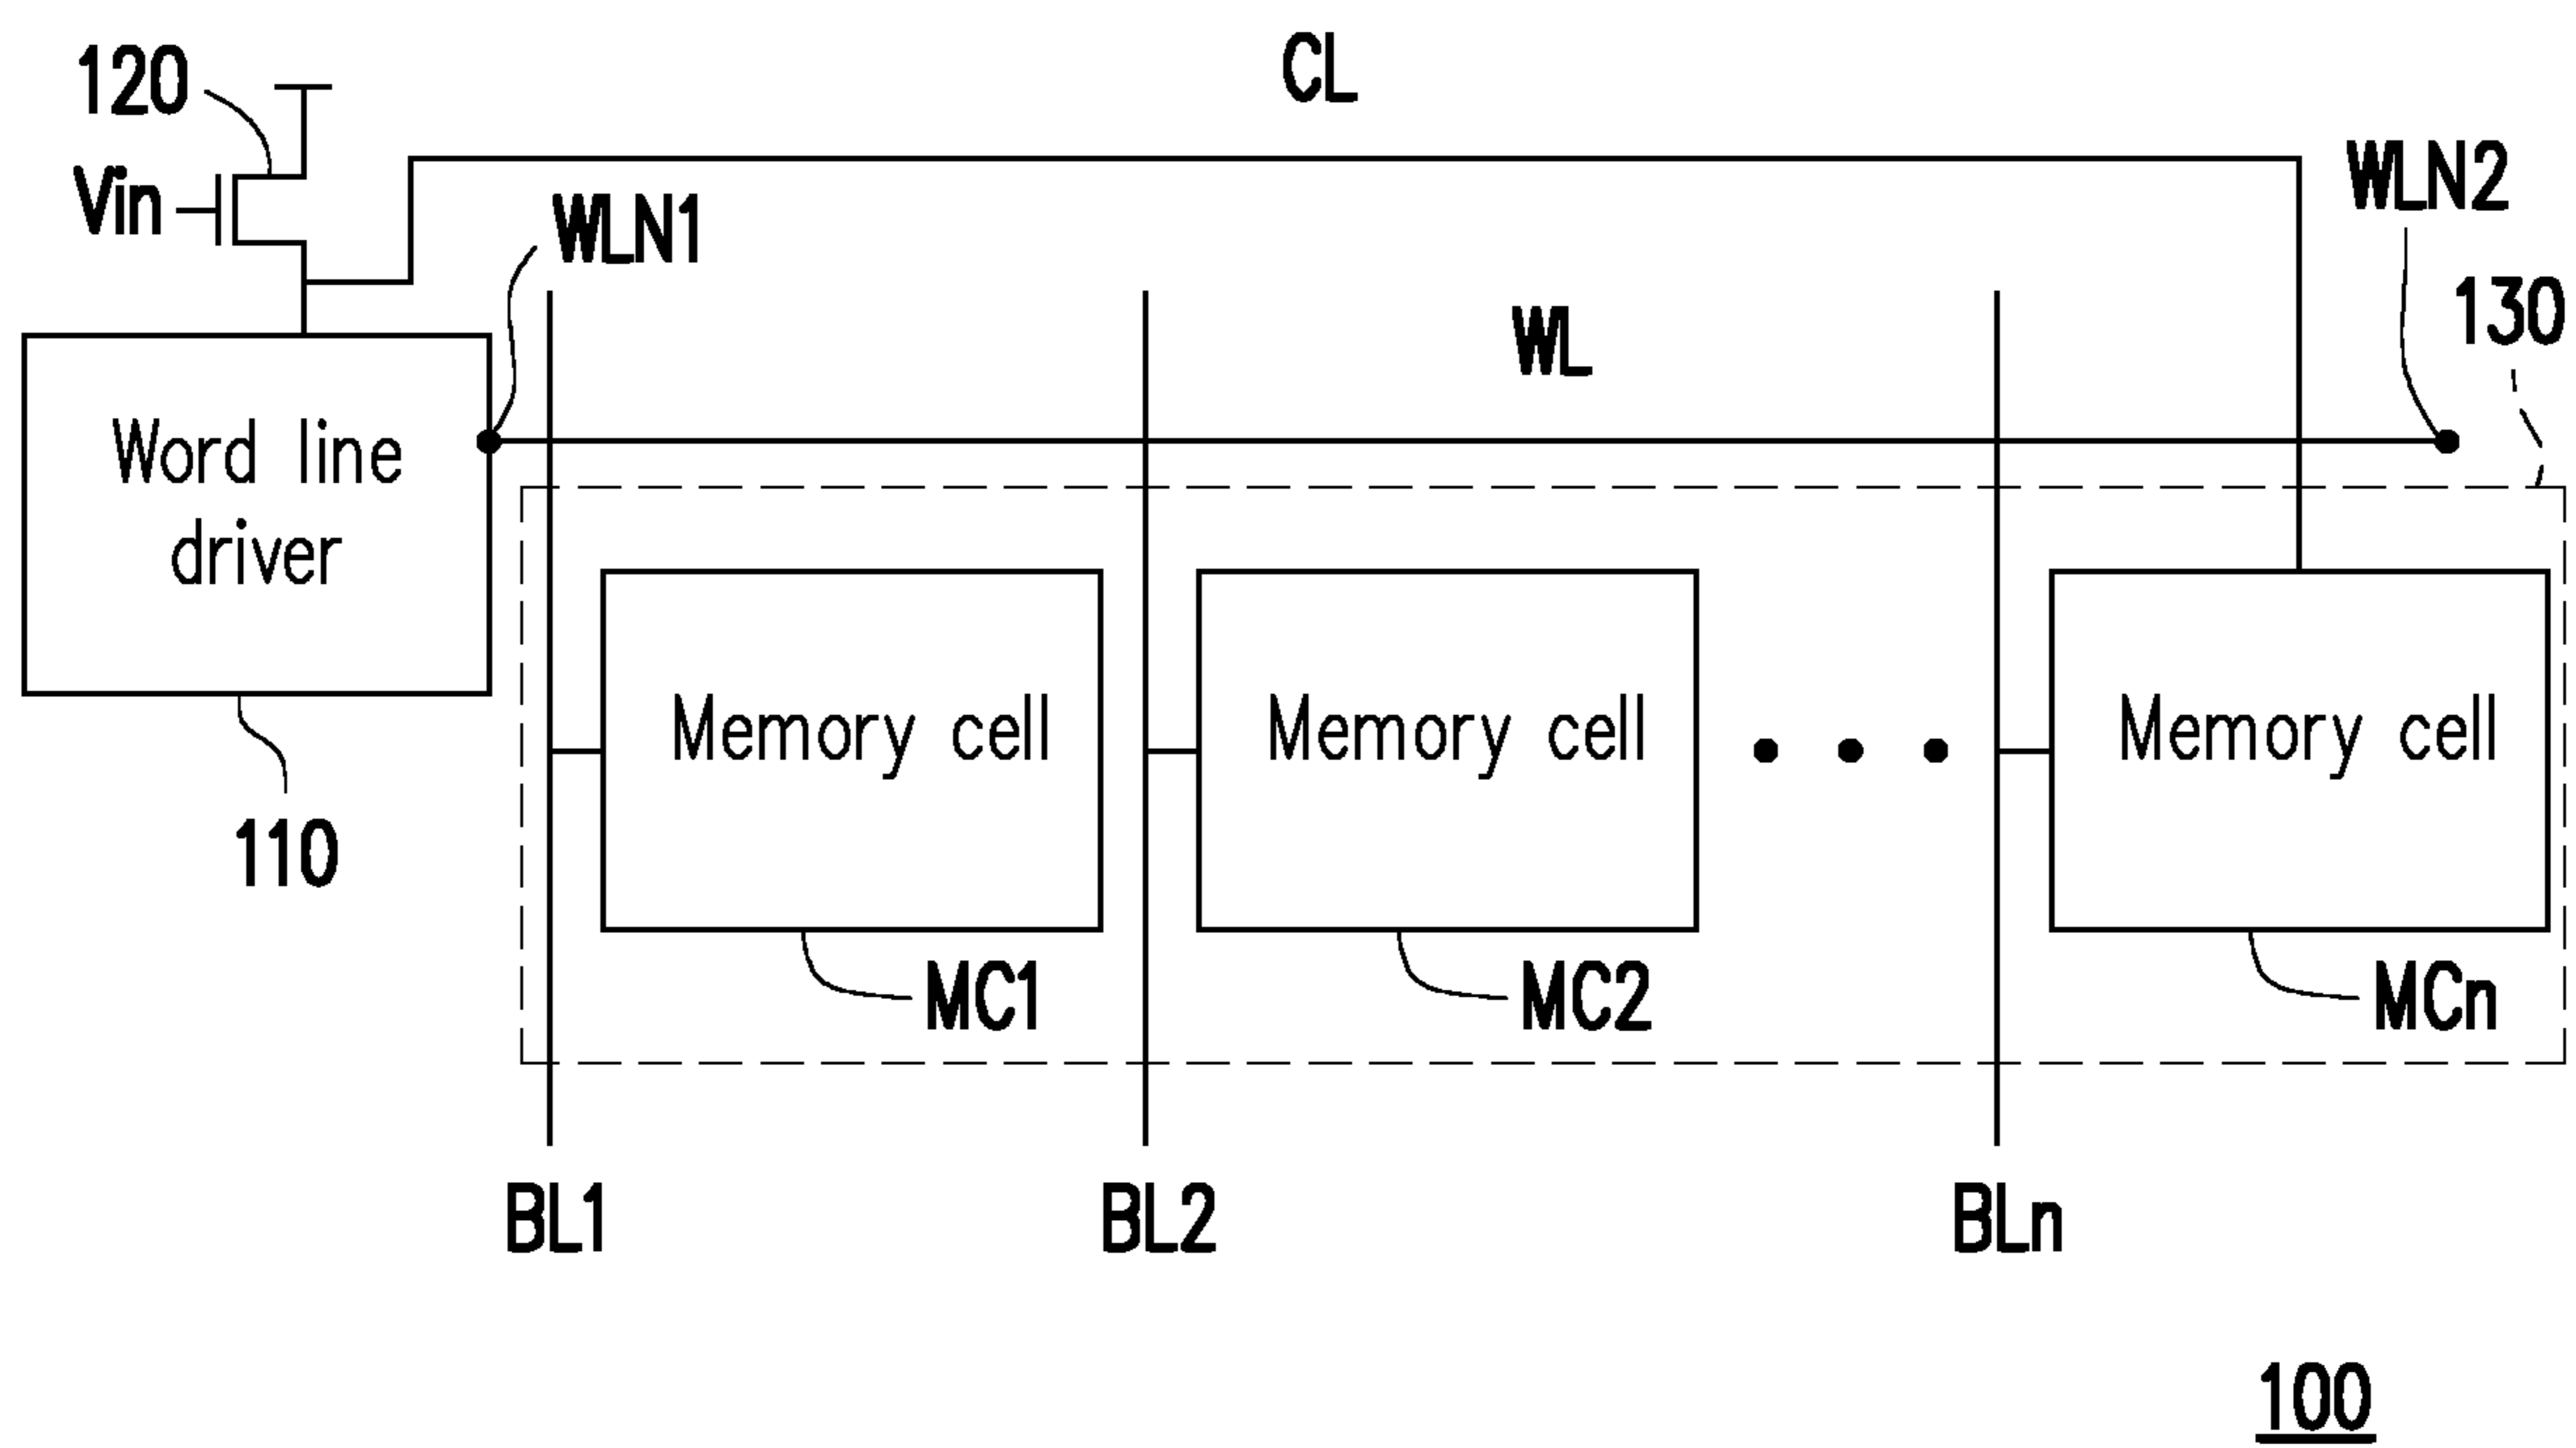 CL
120
Vin
WLN1
WLN2
WL
130
Word line
driver
110
Memory cell
Memory cell
Memory cell
MC1
MC2
MCn
BL1
BL2
BLn
100